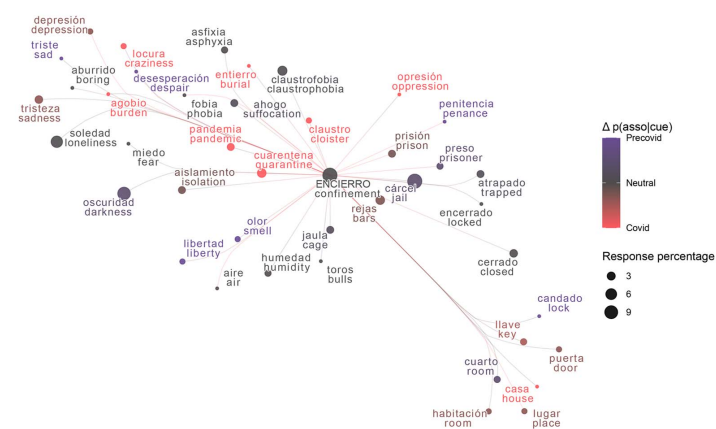 depresión
depression
triste
sad
locura
craziness
asfixia
asphyxia
aburrido
boring
desesperación
despair
entierro
burial
claustrofobia
claustrophobia
opresión
oppression
tristeza
sadness
agobio
burden
fobia
phobia
ahogo
suffocation
penitencia
penance
soledad
loneliness
pandemia
pandemic
claustro
cloister
prisión
prison
miedo
fear
cuarentena
quarantine
preso
prisoner
aislamiento
isolation
ENCIERRO
confinement
cárcel
jail
atrapado
trapped
oscuridad
darkness
rejas
bars
encerrado
locked
olor
smell
libertad
liberty
jaula
cage
humedad
humidity
aire
air
toros
bulls
cerrado
closed
candado
lock
llave
key
puerta
door
cuarto
room
casa
house
habitación
room
lugar
place
Δ p(asso|cue)
Precovid
Neutral
Covid
Response percentage
3
6
9